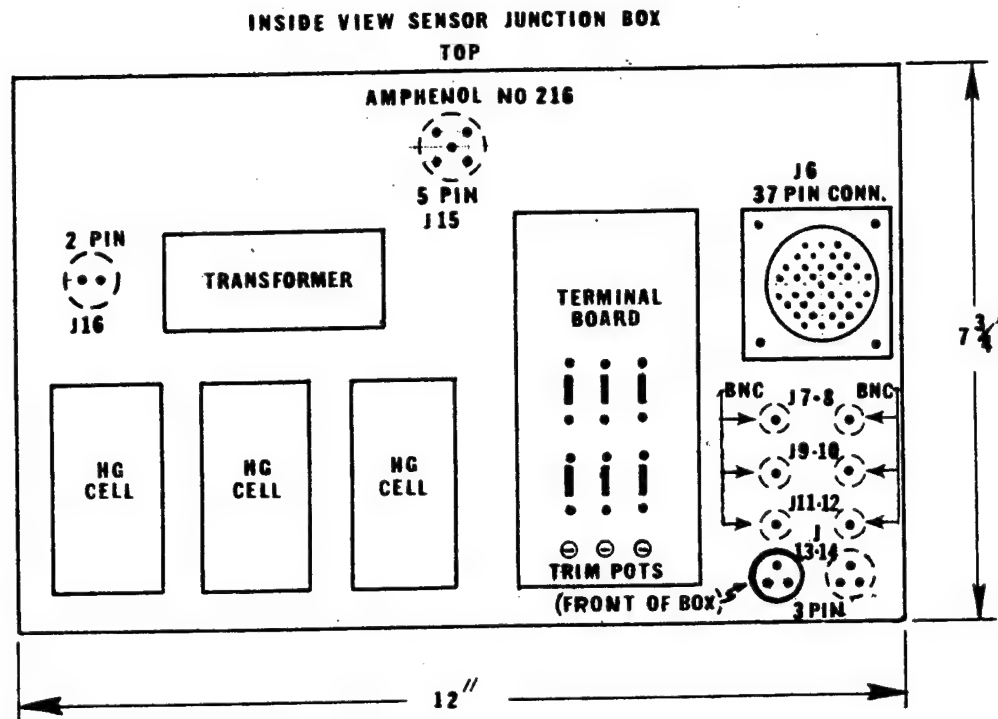 INSIDE VIEW SENSOR JUNCTION BOX
TOP
AMPHENOL NO 216
5 PIN
J15
J6
37 PIN CONN.
2 PIN
J16
TRANSFORMER
TERMINAL
BOARD
7 3/4"
BNC
J7-8
BNC
J9-10
J11-12
J
13-14
HG
CELL
HG
CELL
HG
CELL
TRIM POTS
(FRONT OF BOX)
3 PIN
12"